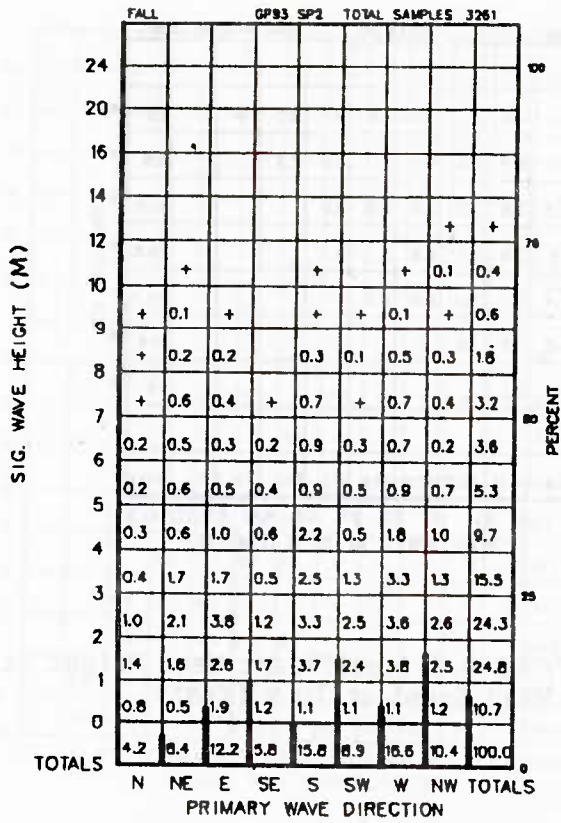 FALL GP93 SP2 TOTAL SAMPLES 3261
24 100
20
16
14
+ +
12 75
+ + + 0.1 0.4
10
+ 0.1 + + + 0.1 + 0.6
9
+ 0.2 0.2 0.3 0.1 0.5 0.3 1.6
8
+ 0.6 0.4 + 0.7 + 0.7 0.4 3.2
7 50
0.2 0.5 0.3 0.2 0.9 0.3 0.7 0.2 3.6
6
0.2 0.6 0.5 0.4 0.9 0.5 0.9 0.7 5.3
5
0.3 0.6 1.0 0.6 2.2 0.5 1.8 1.0 9.7
4
0.4 1.7 1.7 0.5 2.5 1.3 3.3 1.3 15.5
3 25
1.0 2.1 3.8 1.2 3.3 2.5 3.6 2.6 24.3
2
1.4 1.6 2.6 1.7 3.7 2.4 3.8 2.5 24.8
1
0.8 0.5 1.9 1.2 1.1 1.1 1.1 1.2 10.7
0
4.2 8.4 12.2 5.8 15.8 8.9 16.6 10.4 100.0
TOTALS 0
N NE E SE S SW W NW TOTALS
PRIMARY WAVE DIRECTION
SIG. WAVE HEIGHT (M)
PERCENT